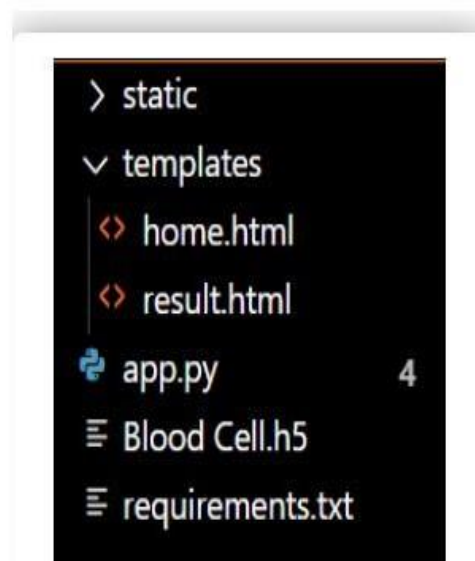 static
templates
home.html
result.html
app.py 4
Blood Cell.h5
requirements.txt